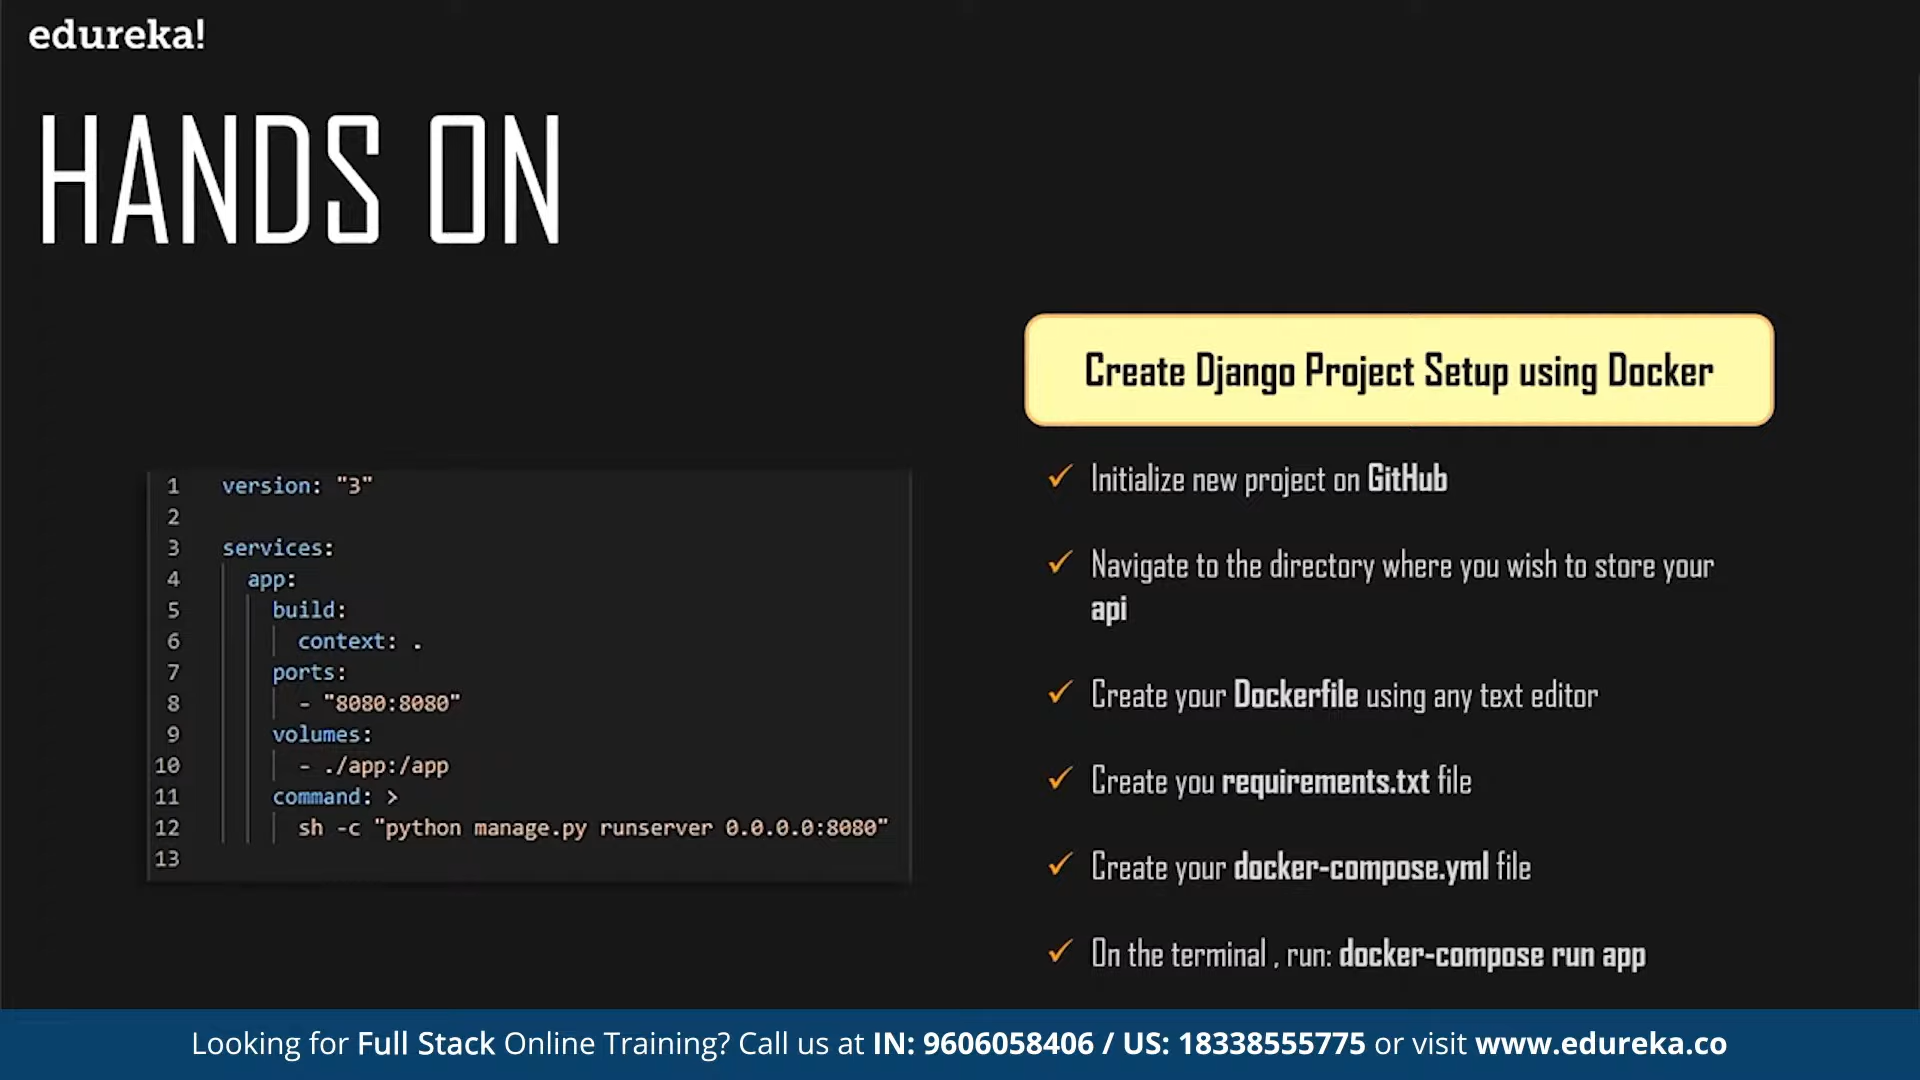 edureka!
HANDS ON
Create Django Project Setup using Docker
1 version: "3"
2
3 services:
4 app:
5 build:
6 context: .
7 ports:
8 - "8080:8080"
9 volumes:
10 - ./app:/app
11 command: >
12 sh -c "python manage.py runserver 0.0.0.0:8080"
13
✓ Initialize new project on GitHub
✓ Navigate to the directory where you wish to store your
api
✓ Create your Dockerfile using any text editor
✓ Create you requirements.txt file
✓ Create your docker-compose.yml file
✓ On the terminal , run: docker-compose run app
Looking for Full Stack Online Training? Call us at IN: 9606058406 / US: 18338555775 or visit www.edureka.co